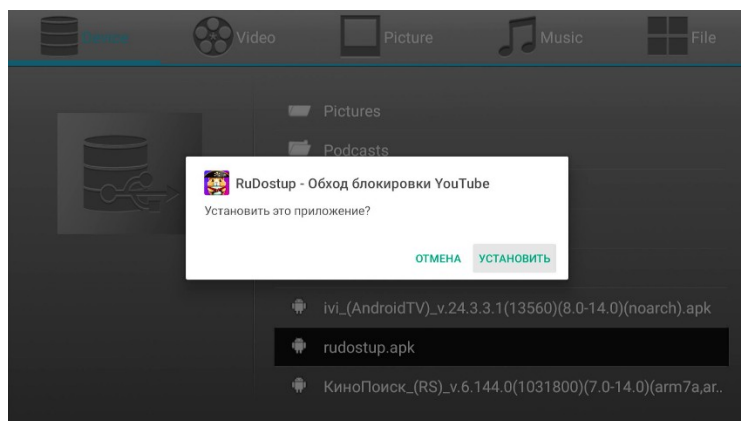 Device
Video
Picture
Music
File
Pictures
Podcasts
RuDostup - Обход блокировки YouTube
Установить это приложение?
ОТМЕНА
УСТАНОВИТЬ
ivi_(AndroidTV)_v.24.3.3.1(13560)(8.0-14.0)(noarch).apk
rudostup.apk
КиноПоиск_(RS)_v.6.144.0(1031800)(7.0-14.0)(arm7a,ar..